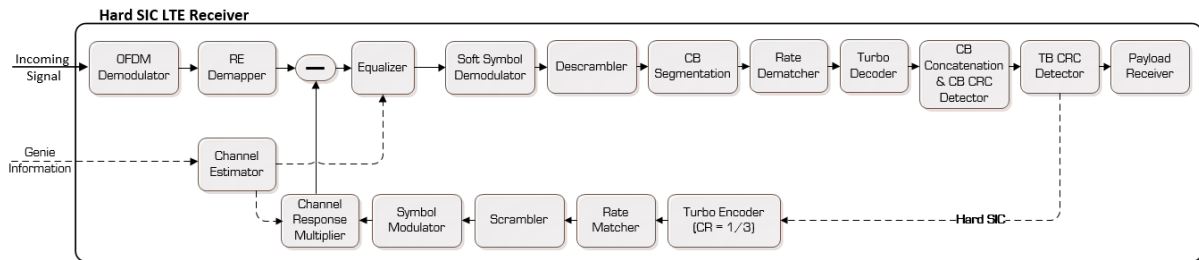 Hard SIC LTE Receiver
Incoming
Signal
OFDM
Demodulator
RE
Demapper
Equalizer
Soft Symbol
Demodulator
Descrambler
CB
Segmentation
Rate
Dematcher
Turbo
Decoder
CB
Concatenation
& CB CRC
Detector
TB CRC
Detector
Payload
Receiver
Genie
Information
Channel
Estimator
Channel
Response
Multiplier
Symbol
Modulator
Scrambler
Rate
Matcher
Turbo Encoder
(CR = 1/3)
Hard SIC